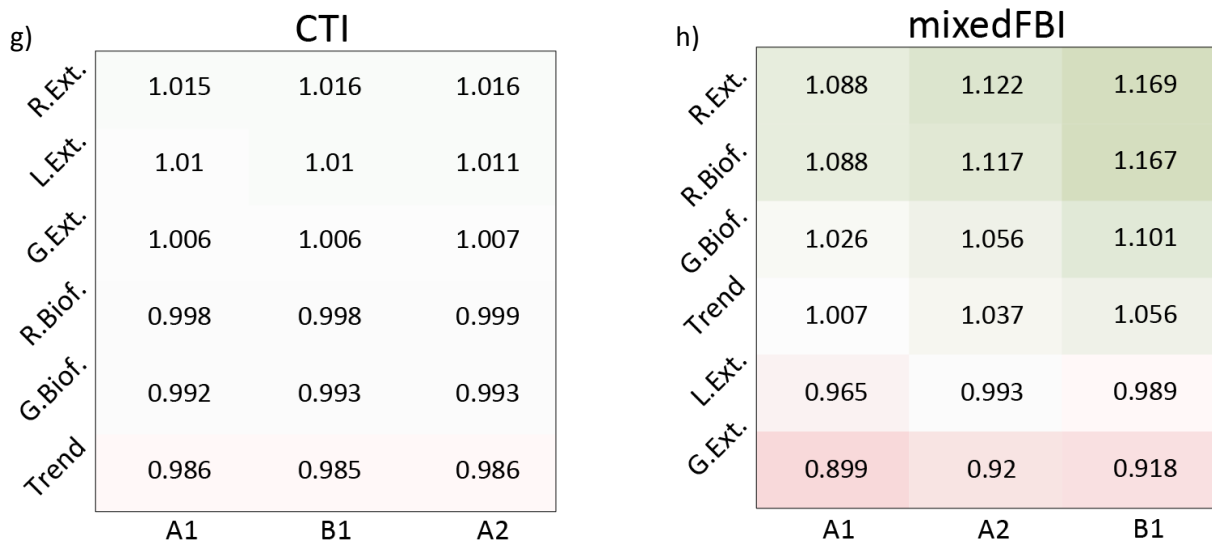 g) CTI
R.Ext. 1.015 1.016 1.016
L.Ext. 1.01 1.01 1.011
G.Ext. 1.006 1.006 1.007
R.Biof. 0.998 0.998 0.999
G.Biof. 0.992 0.993 0.993
Trend 0.986 0.985 0.986
A1 B1 A2
h) mixedFBI
R.Ext. 1.088 1.122 1.169
R.Biof. 1.088 1.117 1.167
G.Biof. 1.026 1.056 1.101
Trend 1.007 1.037 1.056
L.Ext. 0.965 0.993 0.989
G.Ext. 0.899 0.92 0.918
A1 A2 B1